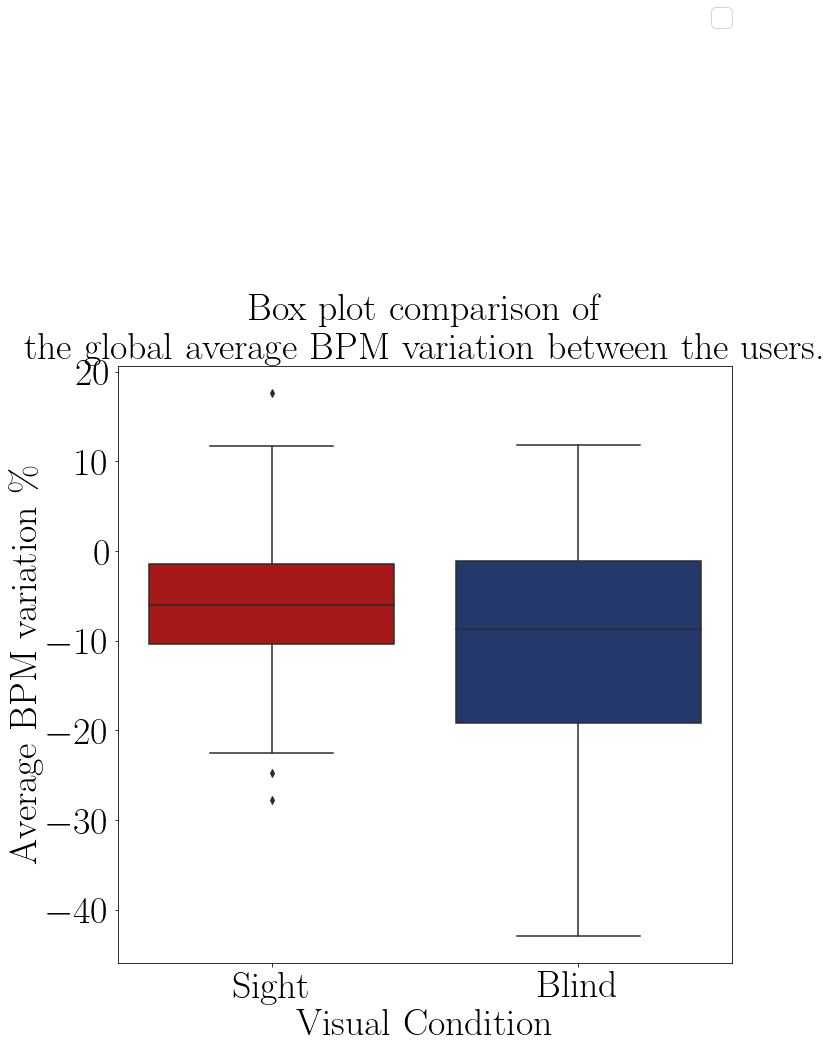 Box plot comparison of
the global average BPM variation between the users.
20
10
0
−10
−20
−30
−40
Average BPM variation %
Sight
Blind
Visual Condition